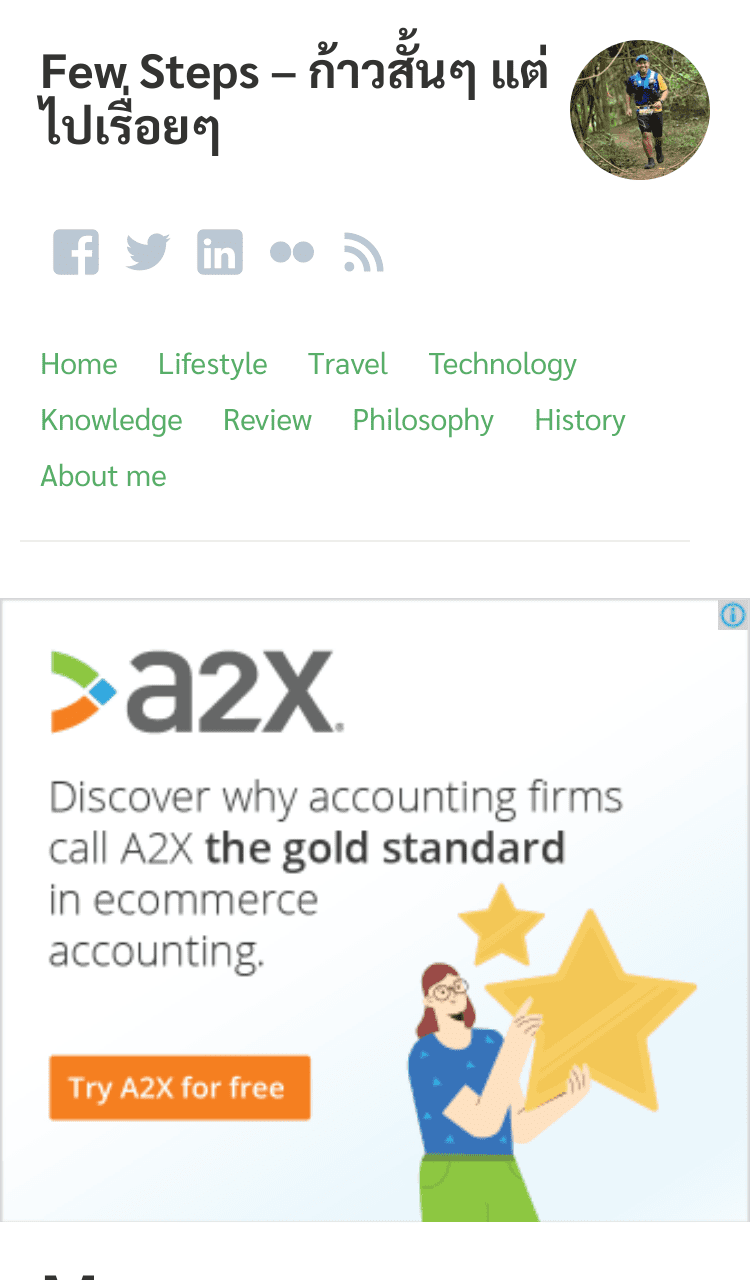 Few Steps – ก้าวสั้นๆ แต่
ไปเรื่อยๆ
Home Lifestyle Travel Technology
Knowledge Review Philosophy History
About me
a2X
Discover why accounting firms
call A2X the gold standard
in ecommerce
accounting.
Try A2X for free